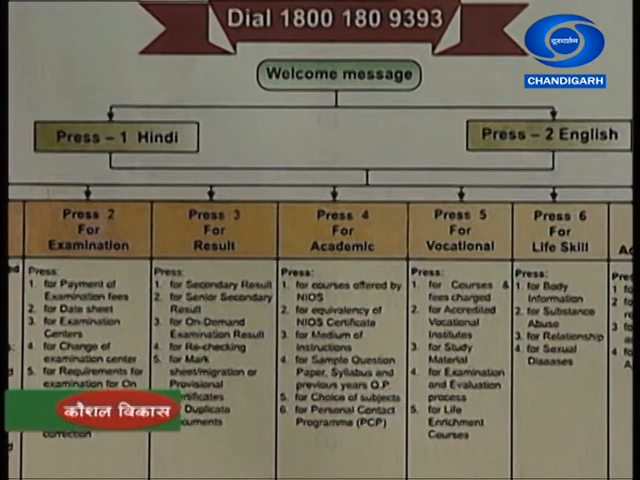 Dial 1800 180 9393
दूरदर्शन
CHANDIGARH
Welcome message
Press – 1 Hindi
Press – 2 English
Press 2
For
Examination
Press:
1. for Payment of
Examination fees
2. for Date sheet
3. for Examination
Centers
4. for Change of
examination center
5. for Requirements for
examination for On
correction
Press 3
For
Result
Press:
1. for Secondary Result
2. for Senior Secondary
Result
3. for On-Demand
Examination Result
4. for Re-checking
5. for Mark
sheet/migration or
Provisional
Duplicate
Press 4
For
Academic
Press:
1. for courses offered by
NIOS
2. for equivalency of
NIOS Certificate
3. for Medium of
Instructions
4. for Sample Question
Paper, Syllabus and
previous years Q.P.
5. for Choice of subjects
6. for Personal Contact
Programme (PCP)
Press 5
For
Vocational
Press:
1. for Courses &
fees charged
2. for Accredited
Vocational
Institutes
3. for Study
Material
4. for Examination
and Evaluation
process
5. for Life
Enrichment
Courses
Press 6
For
Life Skill
Press:
1. for Body
Information
2. for Substance
Abuse
3. for Relationship
4. for Sexual
Diseases
कौशल विकास